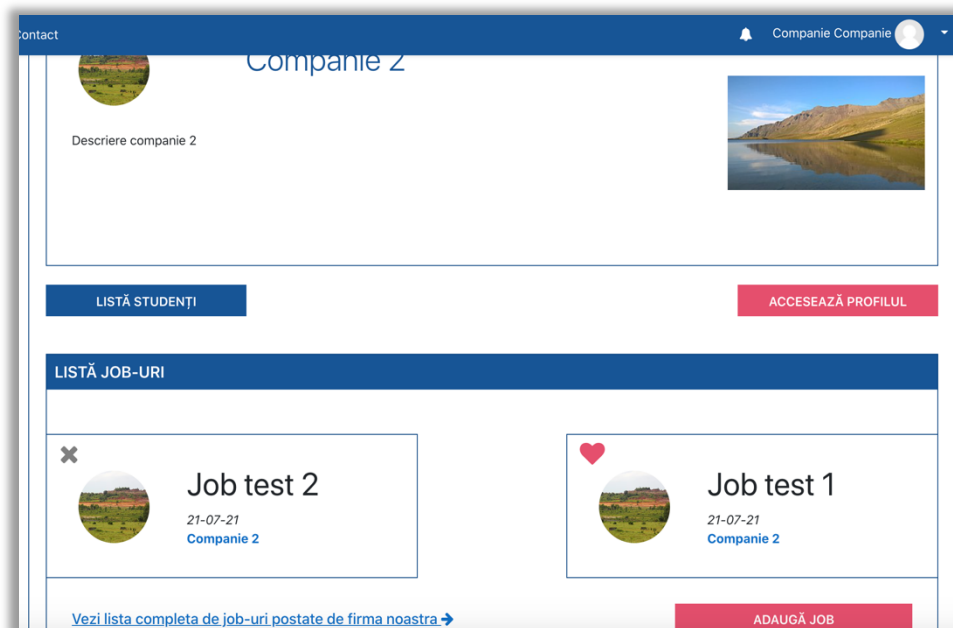 Contact
Companie Companie
Companie 2
Descriere companie 2
LISTĂ STUDENȚI
ACCESEAZĂ PROFILUL
LISTĂ JOB-URI
Job test 2
21-07-21
Companie 2
Job test 1
21-07-21
Companie 2
Vezi lista completa de job-uri postate de firma noastra
ADAUGĂ JOB